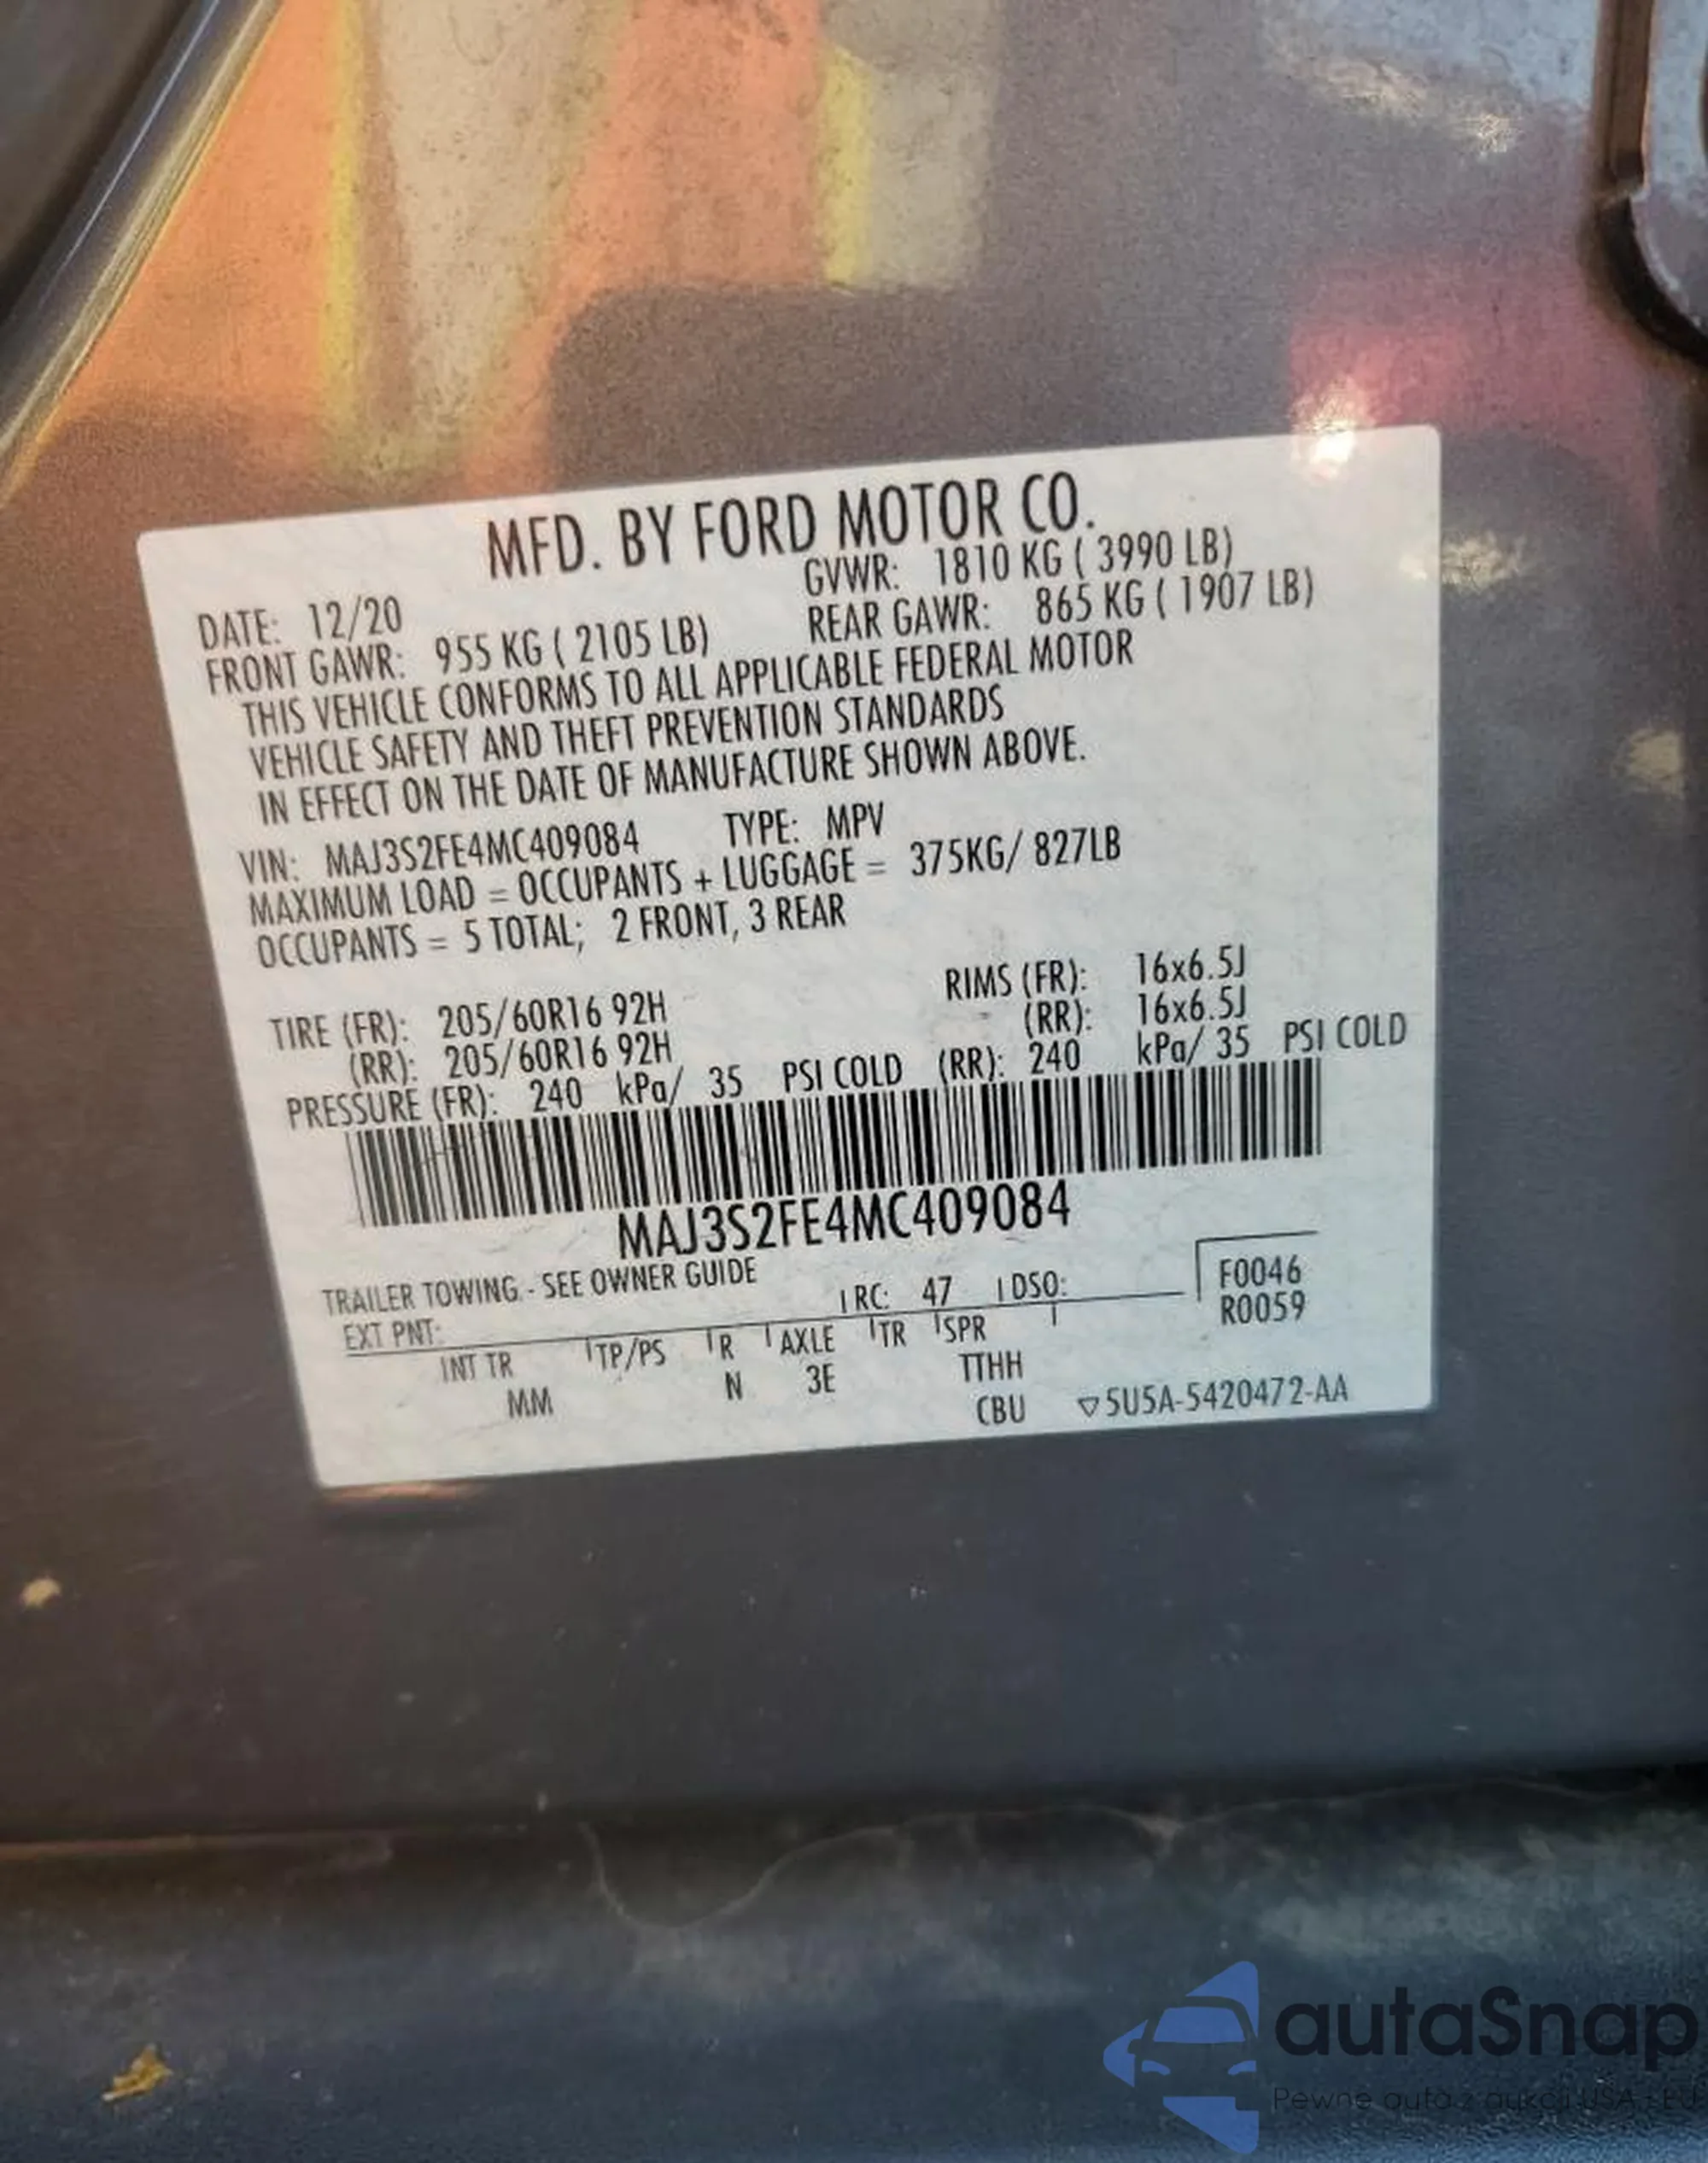 MFD. BY FORD MOTOR CO.
DATE: 12/20 GVWR: 1810 KG ( 3990 LB)
FRONT GAWR: 955 KG ( 2105 LB) REAR GAWR: 865 KG ( 1907 LB)
THIS VEHICLE CONFORMS TO ALL APPLICABLE FEDERAL MOTOR
VEHICLE SAFETY AND THEFT PREVENTION STANDARDS
IN EFFECT ON THE DATE OF MANUFACTURE SHOWN ABOVE.
VIN: MAJ3S2FE4MC409084 TYPE: MPV
MAXIMUM LOAD = OCCUPANTS + LUGGAGE = 375KG/ 827LB
OCCUPANTS = 5 TOTAL; 2 FRONT, 3 REAR
TIRE (FR): 205/60R16 92H RIMS (FR): 16x6.5J
(RR): 205/60R16 92H (RR): 16x6.5J
PRESSURE (FR): 240 kPa/ 35 PSI COLD (RR): 240 kPa/ 35 PSI COLD
MAJ3S2FE4MC409084
TRAILER TOWING - SEE OWNER GUIDE
EXT PNT: RC: 47 DSO: F0046
R0059
INT TR TP/PS R AXLE TR SPR
MM N 3E TTHH
CBU ▽5U5A-5420472-AA
autaSnap
Pewne auta z aukcji USA i EU